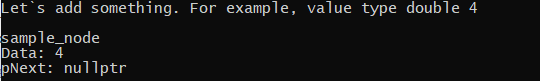 Let`s add something. For example, value type double 4
sample_node
Data: 4
pNext: nullptr